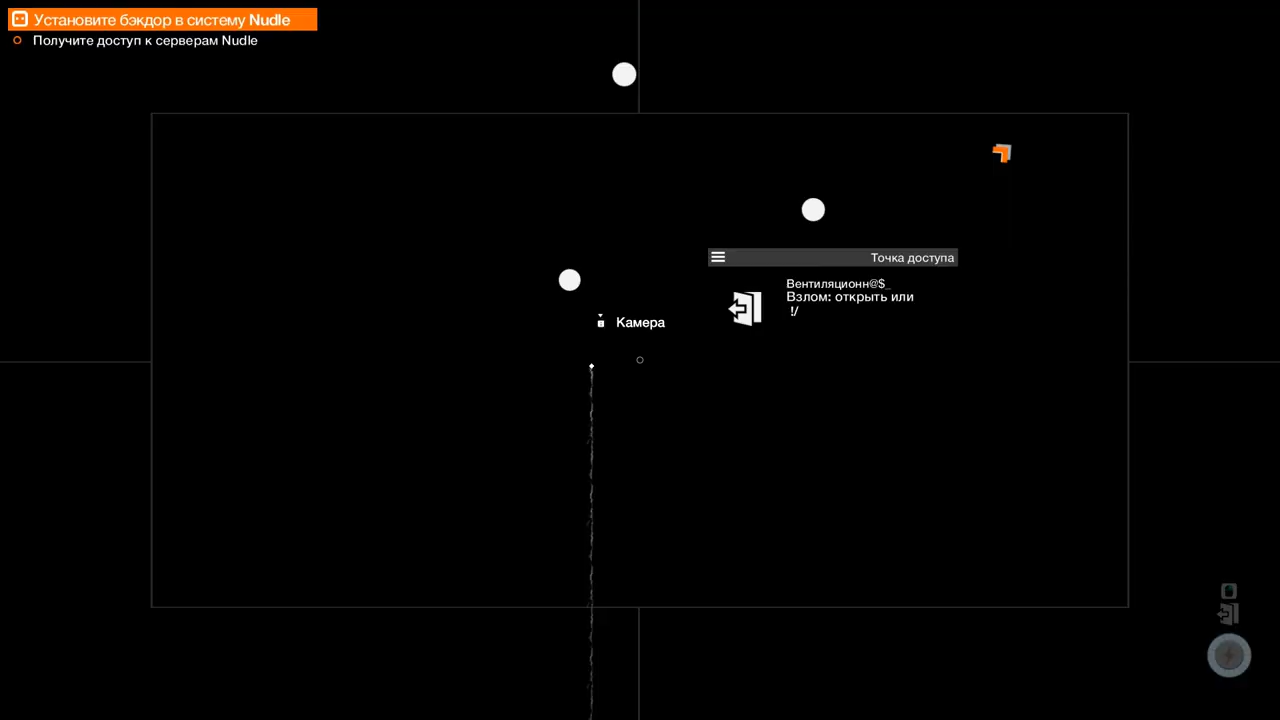 Установите бэкдор в систему Nudle
Получите доступ к серверам Nudle
Точка доступа
Вентиляционн@$_
Взлом: открыть или
!/
Камера